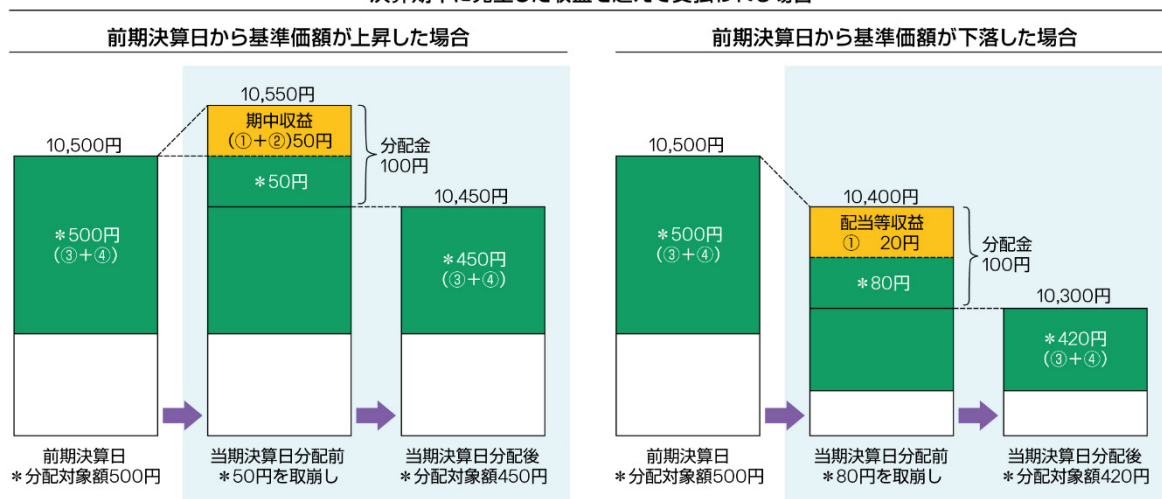 前期決算日から基準価額が上昇した場合
10,550円
期中収益
(①+②)50円
10,500円
分配金
100円
*50円
10,450円
*500円
(③+④)
*450円
(③+④)
前期決算日
*分配対象額500円
当期決算日分配前
*50円を取崩し
当期決算日分配後
*分配対象額450円
前期決算日から基準価額が下落した場合
10,500円
10,400円
配当等収益
① 20円
分配金
100円
*500円
(③+④)
*80円
10,300円
*420円
(③+④)
前期決算日
*分配対象額500円
当期決算日分配前
*80円を取崩し
当期決算日分配後
*分配対象額420円